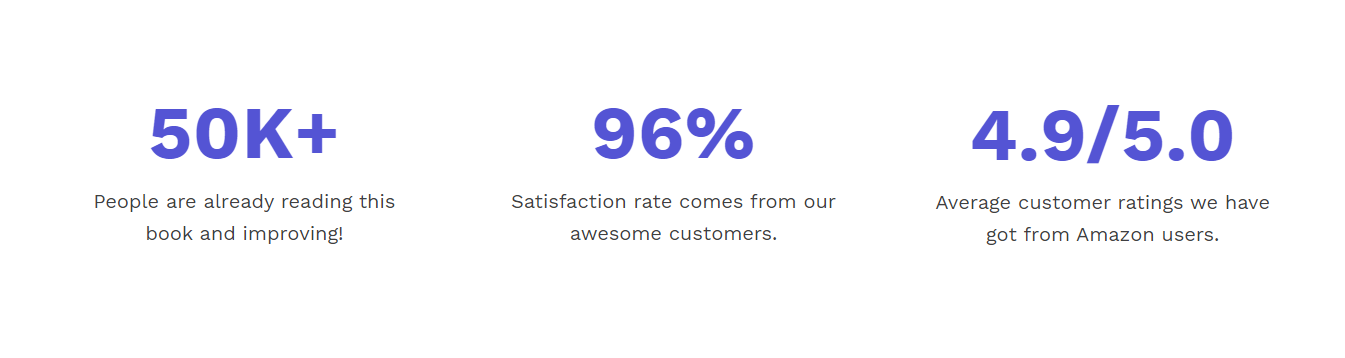 50K+
People are already reading this
book and improving!
96%
Satisfaction rate comes from our
awesome customers.
4.9/5.0
Average customer ratings we have
got from Amazon users.